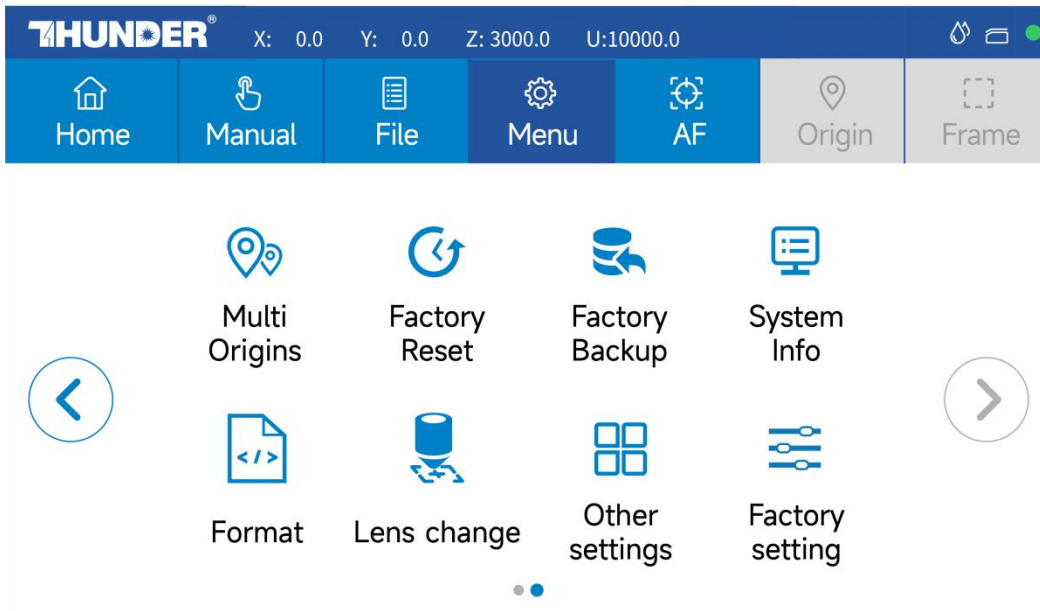 THUNDER® X: 0.0 Y: 0.0 Z: 3000.0 U:10000.0
Home Manual File Menu AF Origin Frame
Multi Origins
Factory Reset
Factory Backup
System Info
</>
Format
Lens change
Other settings
Factory setting